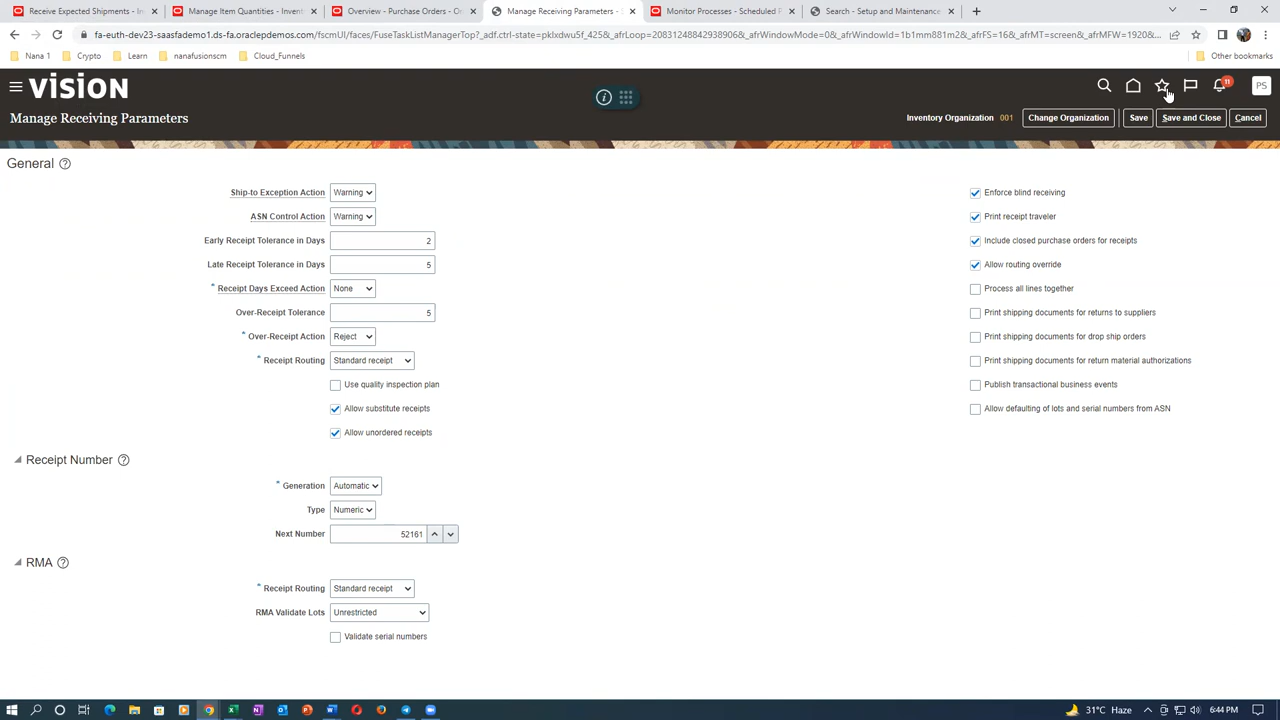 Receive Expected Shipments - In
Manage Item Quantities - Invent
Overview - Purchase Orders - Or
Manage Receiving Parameters - S
Monitor Processes - Scheduled P
Search - Setup and Maintenance
fa-euth-dev23-saasfademo1.ds-fa.oraclepdemos.com/fscmUI/faces/FuseTaskListManagerTop?_adf.ctrl-state=pklxdwu5f_425&_afrLoop=20831248842938906&_afrWindowMode=0&_afrWindowId=1b1mm881m2&_afrFS=16&_afrMT=screen&_afrMFW=1920&...
Nana 1 Crypto Learn nanafusionscm Cloud_Functions Other bookmarks
VISION
11
PS
Manage Receiving Parameters
Inventory Organization 001 Change Organization Save Save and Close Cancel
General
Ship-to Exception Action Warning Enforce blind receiving
ASN Control Action Warning Print receipt traveler
Early Receipt Tolerance in Days 2 Include closed purchase orders for receipts
Late Receipt Tolerance in Days 5 Allow routing override
* Receipt Days Exceed Action None Process all lines together
Over-Receipt Tolerance 5 Print shipping documents for returns to suppliers
* Over-Receipt Action Reject Print shipping documents for drop ship orders
* Receipt Routing Standard receipt Print shipping documents for return material authorizations
Use quality inspection plan Publish transactional business events
Allow substitute receipts Allow defaulting of lots and serial numbers from ASN
Allow unordered receipts
Receipt Number
* Generation Automatic
Type Numeric
Next Number 52161
RMA
* Receipt Routing Standard receipt
RMA Validate Lots Unrestricted
Validate serial numbers
31°C Haze 6:44 PM